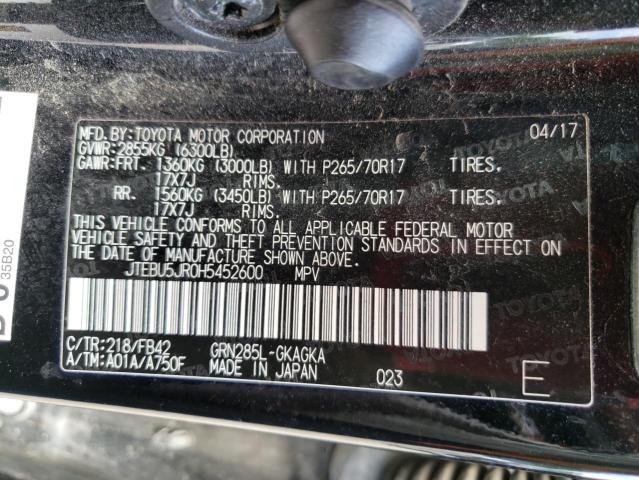 MFD.BY:TOYOTA MOTOR CORPORATION 04/17
GVWR:2855KG (6300LB)
GAWR:FRT. 1360KG (3000LB) WITH P265/70R17 TIRES,
17X7J RIMS.
RR. 1560KG (3450LB) WITH P265/70R17 TIRES,
17X7J RIMS.
THIS VEHICLE CONFORMS TO ALL APPLICABLE FEDERAL MOTOR
VEHICLE SAFETY AND THEFT PREVENTION STANDARDS IN EFFECT ON
THE DATE OF MANUFACTURE SHOWN ABOVE.
JTEBU5JR0H5452600 MPV
C/TR:218/FB42 GRN285L-GKAGKA
A/TM:A01A/A750F MADE IN JAPAN 023 E
35B20